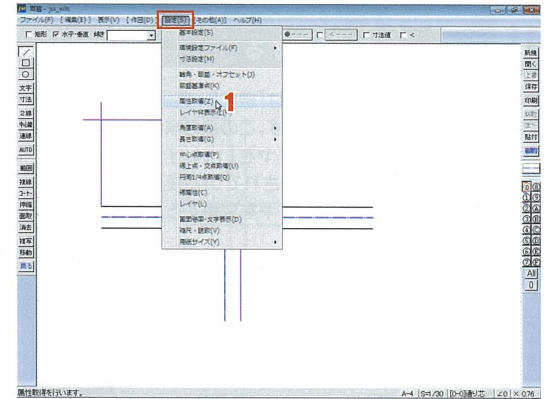 無題 - jw_win
ファイル(F) [編集(E)] 表示(V) [作図(D)] [設定(S)] [その他(A)] ヘルプ(H)
矩形 水平・垂直 傾き ●--- <--- 寸法値 <
基本設定(S)
環境設定ファイル(F)
寸法設定(M)
軸角・目盛・オフセット(J)
目盛基準点(K)
属性取得(Z)
1
レイヤ非表示化(
角度取得(A)
長さ取得(G)
中心点取得(P)
線上点・交点取得(U)
円周1/4点取得(Q)
線属性(C)
レイヤ(L)
画面倍率・文字表示(D)
縮尺・読取(V)
用紙サイズ(Y)
文字
寸法
2線
中心線
連線
AUTO
範囲
複線
コーナー
伸縮
面取
消去
複写
移動
戻る
新規
開く
上書
保存
印刷
切取
コピー
貼付
線属性
All
0
属性取得を行います。
A-4 S=1/30 [0-0]通り芯 ∠0 × 0.76